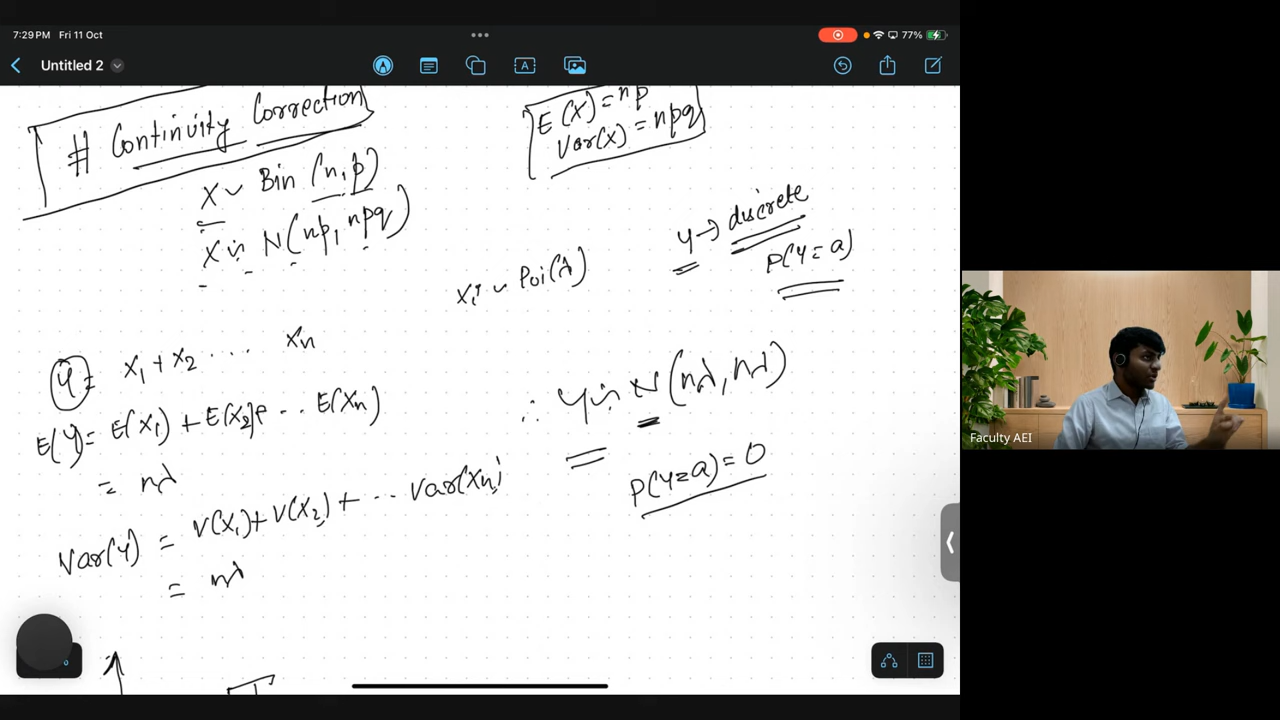 7:29 PM Fri 11 Oct
77%
Untitled 2
# Continuity Correction
E(X) = np
Var(X) = npq
X ~ Bin (n, p)
X ~ N(np, npq)
Y → discrete
P(Y = a)
Xi ~ Poi(λ)
Y = X1 + X2 ... Xn
E(Y) = E(X1) + E(X2) ... E(Xn)
= nλ
∴ Y ~ N(nλ, nλ)
P(Y=a) = 0
Var(Y) = V(X1) + V(X2) + ... Var(Xn)
= nλ
Faculty AEI